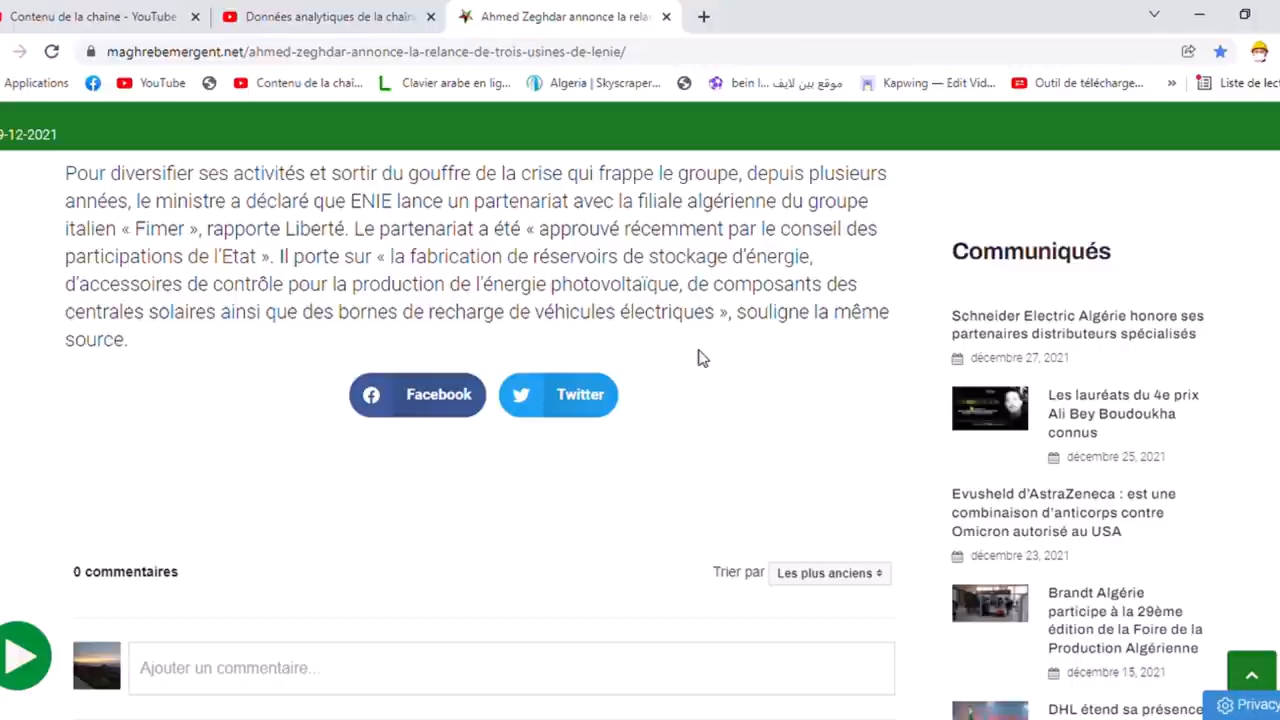 Contenu de la chaîne - YouTube
Données analytiques de la chaîn
Ahmed Zeghdar annonce la rela
maghrebemergent.net/ahmed-zeghdar-annonce-la-relance-de-trois-usines-de-lenie/
Applications
YouTube
Contenu de la chaî...
Clavier arabe en lig...
Algeria | Skyscraper...
bein l... موقع بين لايف
Kapwing — Edit Vid...
Outil de télécharge...
»
Liste de lect
9-12-2021
Pour diversifier ses activités et sortir du gouffre de la crise qui frappe le groupe, depuis plusieurs
années, le ministre a déclaré que ENIE lance un partenariat avec la filiale algérienne du groupe
italien « Fimer », rapporte Liberté. Le partenariat a été « approuvé récemment par le conseil des
participations de l'Etat ». Il porte sur « la fabrication de réservoirs de stockage d'énergie,
d'accessoires de contrôle pour la production de l'énergie photovoltaïque, de composants des
centrales solaires ainsi que des bornes de recharge de véhicules électriques », souligne la même
source.
Facebook
Twitter
0 commentaires
Trier par
Les plus anciens
Ajouter un commentaire...
Communiqués
Schneider Electric Algérie honore ses
partenaires distributeurs spécialisés
décembre 27, 2021
Les lauréats du 4e prix
Ali Bey Boudoukha
connus
décembre 25, 2021
Evusheld d'AstraZeneca : est une
combinaison d'anticorps contre
Omicron autorisé au USA
décembre 23, 2021
Brandt Algérie
participe à la 29ème
édition de la Foire de la
Production Algérienne
décembre 15, 2021
DHL étend sa présence
Privacy